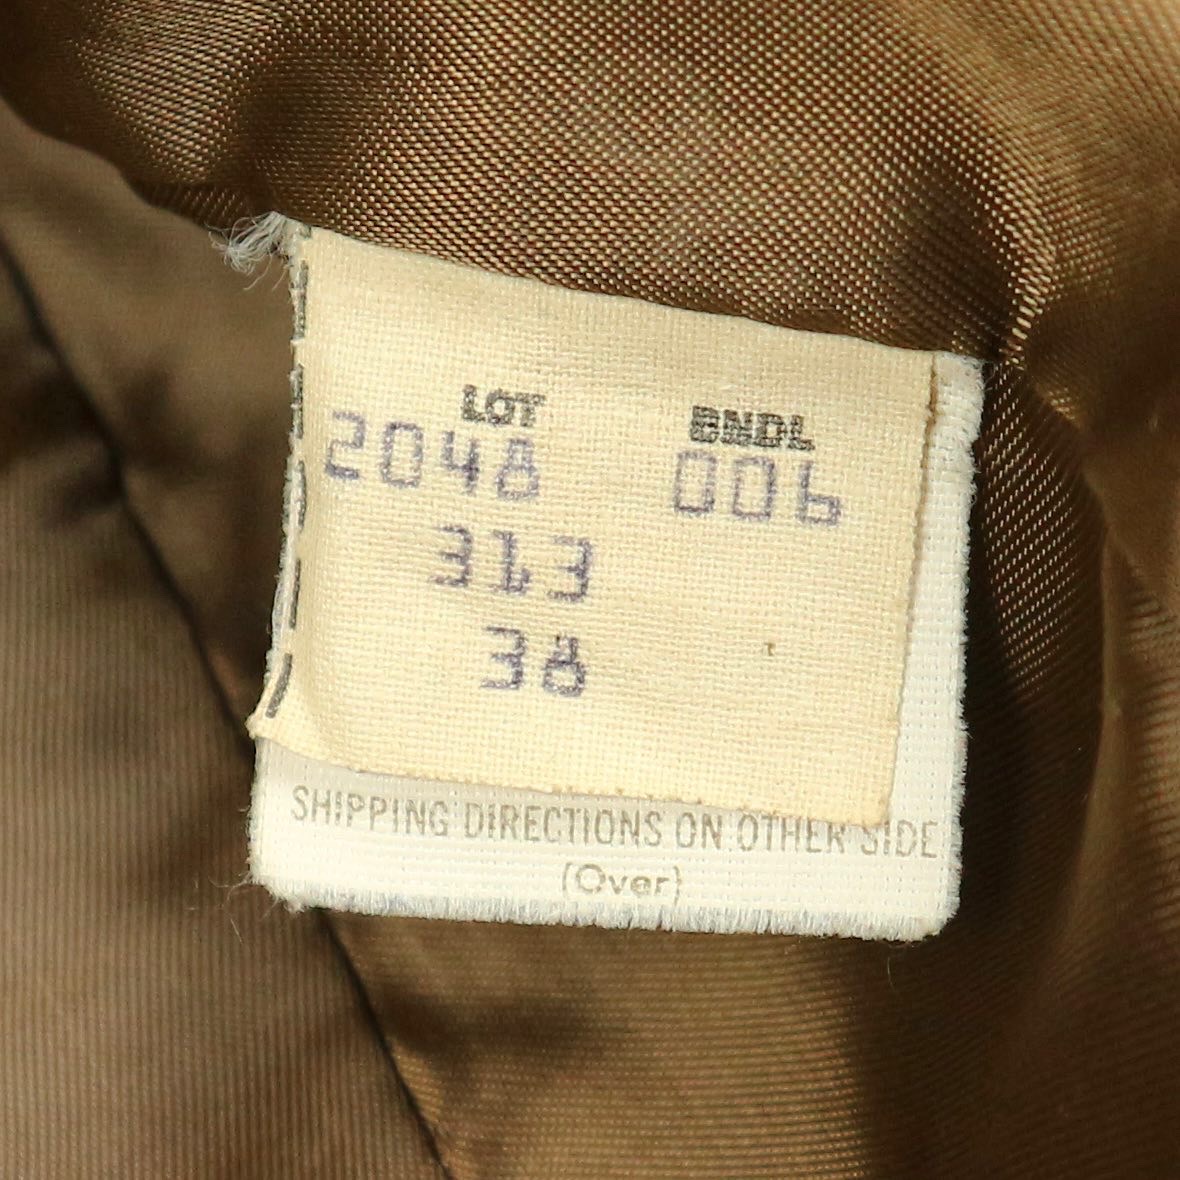 LOT BNDL
2048 006
313
38
SHIPPING DIRECTIONS ON OTHER SIDE
(Over)